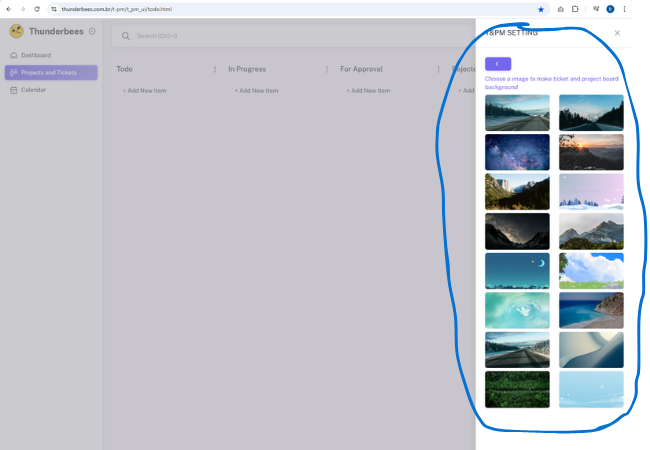 thunderbees.com.br/t-pm/t_pm_ui/todo.html
Thunderbees
Search (Ctrl+/)
T&PM SETTING
Dashboard
Projects and Tickets
Calendar
Todo
In Progress
For Approval
+ Add New Item
+ Add New Item
+ Add New Item
+ Add
Choose a image to make ticket and project board
background